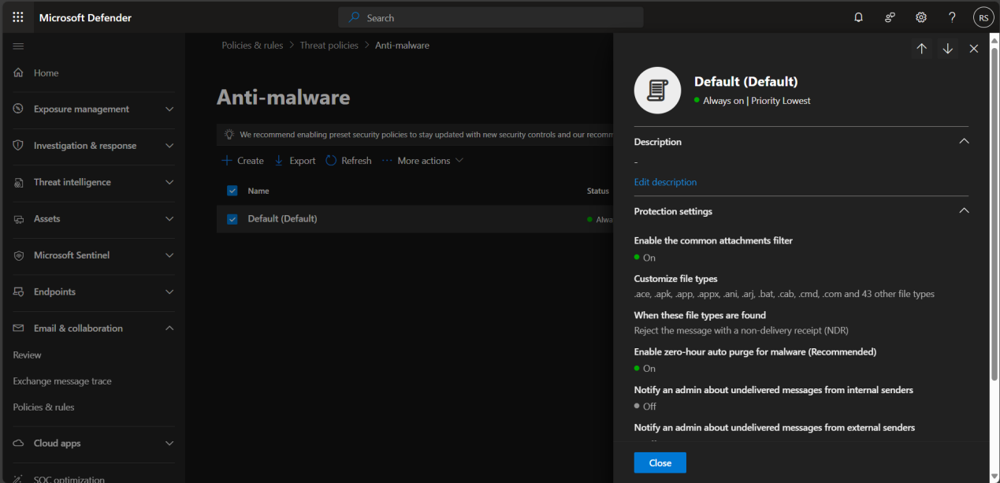 Microsoft Defender
Search
RS
Home
Exposure management
Investigation & response
Threat intelligence
Assets
Microsoft Sentinel
Endpoints
Email & collaboration
Review
Exchange message trace
Policies & rules
Cloud apps
SOC optimization
Policies & rules > Threat policies > Anti-malware
Anti-malware
We recommend enabling preset security policies to stay updated with new security controls and our recomm
Create Export Refresh More actions
Name Status
Default (Default) Alwa
Default (Default)
Always on | Priority Lowest
Description
-
Edit description
Protection settings
Enable the common attachments filter
On
Customize file types
.ace, .apk, .app, .appx, .ani, .arj, .bat, .cab, .cmd, .com and 43 other file types
When these file types are found
Reject the message with a non-delivery receipt (NDR)
Enable zero-hour auto purge for malware (Recommended)
On
Notify an admin about undelivered messages from internal senders
Off
Notify an admin about undelivered messages from external senders
Close